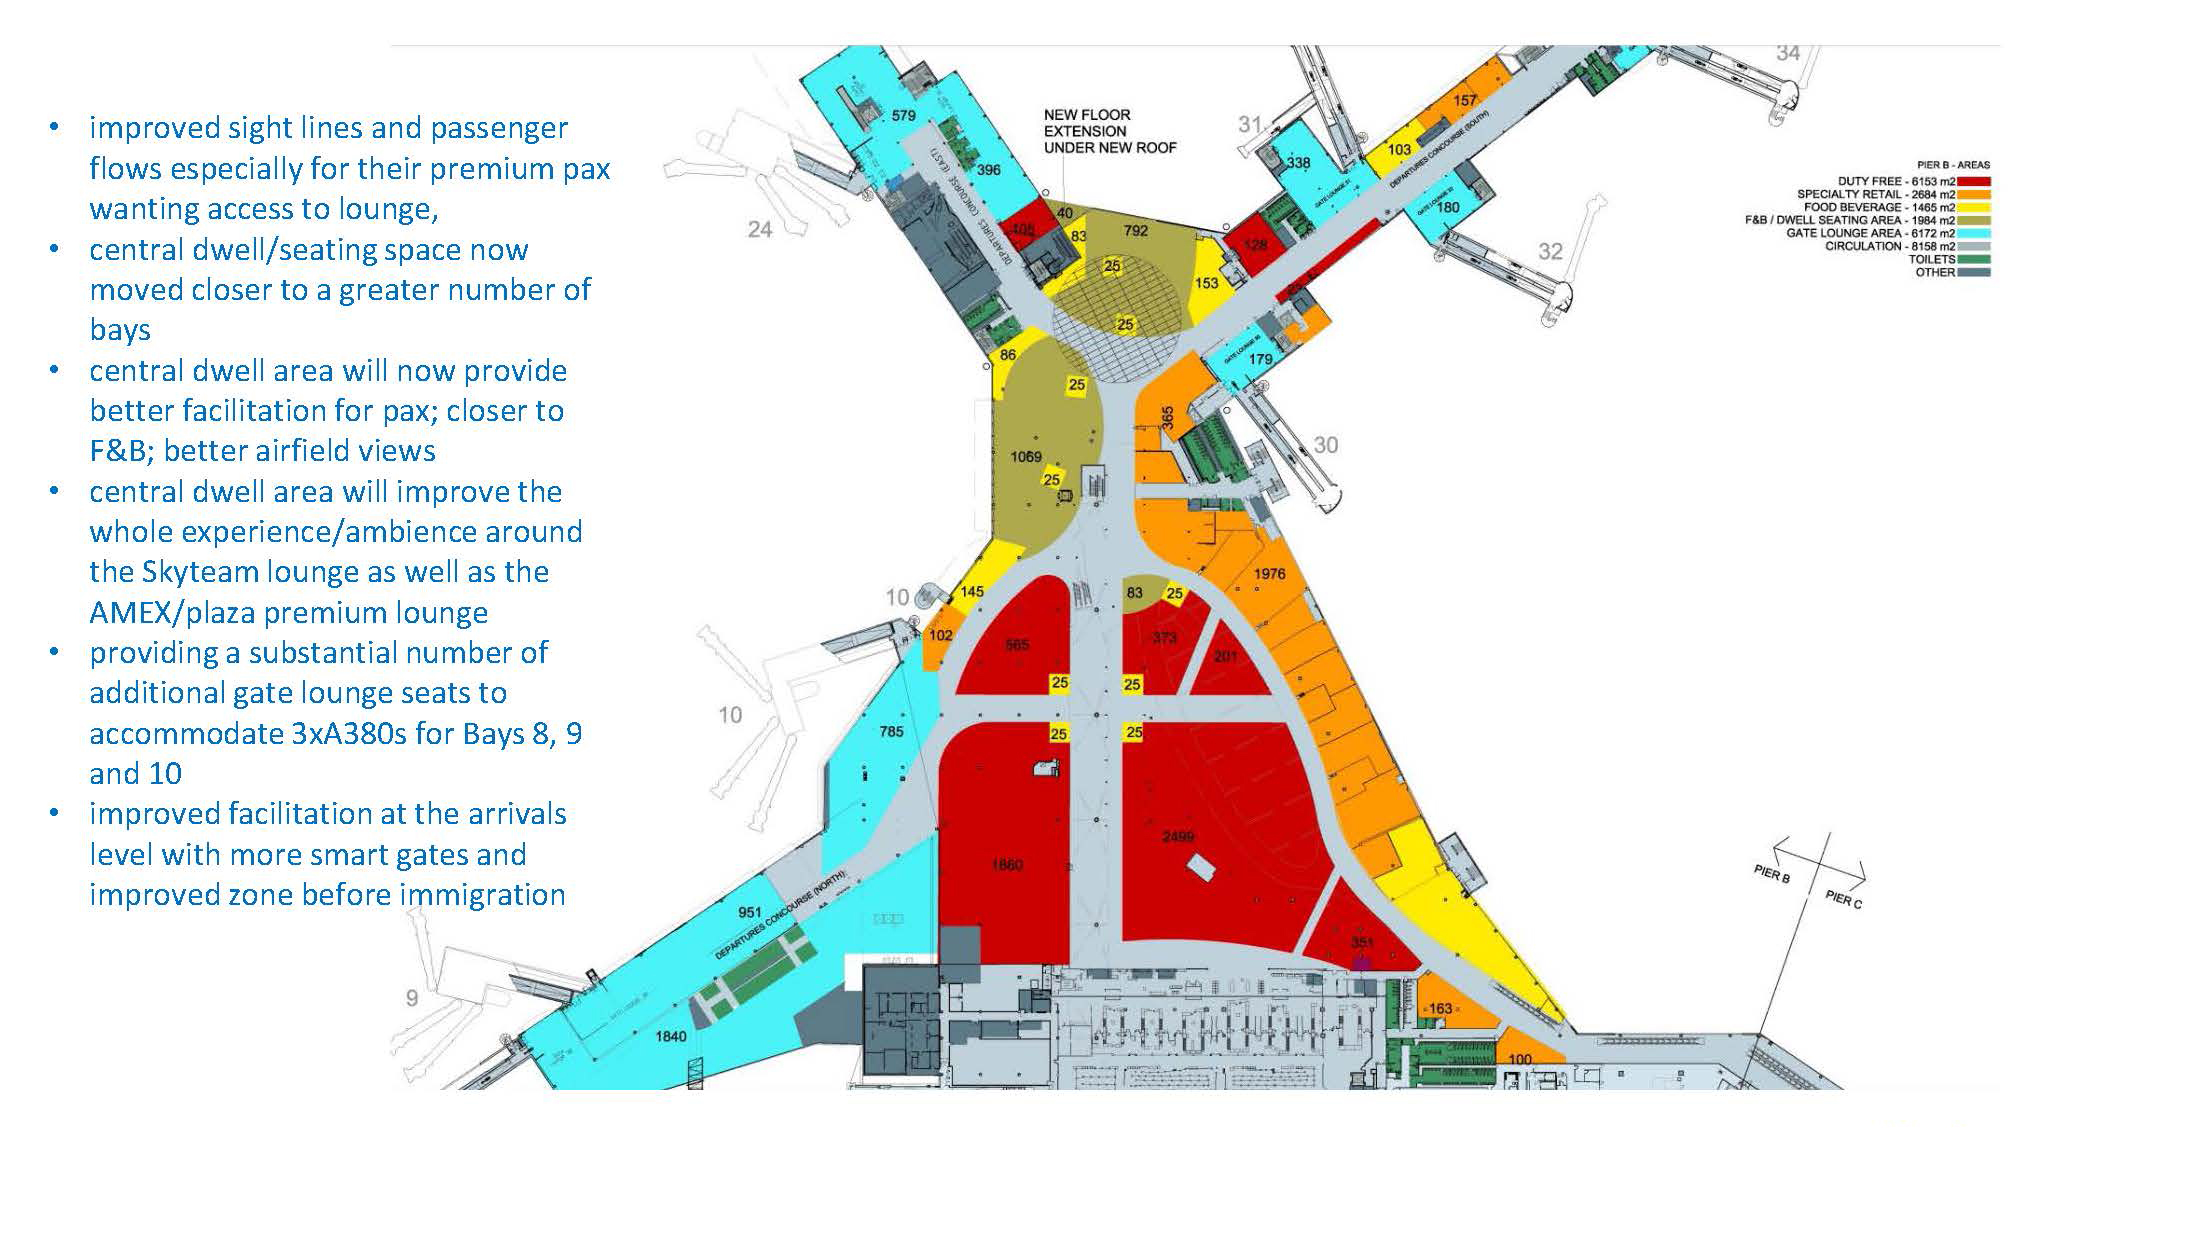 • improved sight lines and passenger
flows especially for their premium pax
wanting access to lounge,
• central dwell/seating space now
moved closer to a greater number of
bays
• central dwell area will now provide
better facilitation for pax; closer to
F&B; better airfield views
• central dwell area will improve the
whole experience/ambience around
the Skyteam lounge as well as the
AMEX/plaza premium lounge
• providing a substantial number of
additional gate lounge seats to
accommodate 3xA380s for Bays 8, 9
and 10
• improved facilitation at the arrivals
level with more smart gates and
improved zone before immigration
NEW FLOOR
EXTENSION
UNDER NEW ROOF
PIER B - AREAS
DUTY FREE - 6153 m2
SPECIALTY RETAIL - 2684 m2
FOOD BEVERAGE - 1465 m2
F&B / DWELL SEATING AREA - 1984 m2
GATE LOUNGE AREA - 6172 m2
CIRCULATION - 8158 m2
TOILETS
OTHER
34
31
24
32
30
10
10
9
579
396
DEPARTURES CONCOURSE (EAST)
105
40
83
792
25
25
153
128
338
GATE LOUNGE 31
157
103
DEPARTURES CONCOURSE (SOUTH)
180
179
86
25
1069
25
365
1976
145
102
565
83
25
373
201
25
25
25
25
785
1860
2499
951
DEPARTURES CONCOURSE (NORTH)
1840
351
163
100
PIER B
PIER C